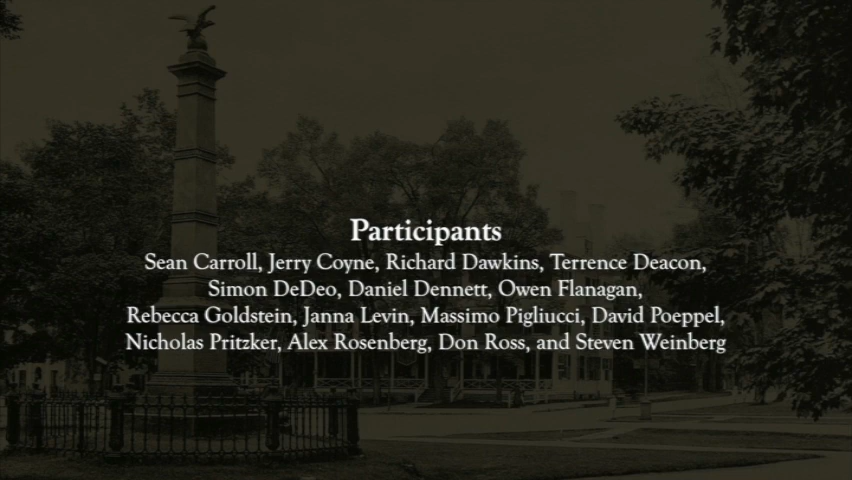 Participants
Sean Carroll, Jerry Coyne, Richard Dawkins, Terrence Deacon,
Simon DeDeo, Daniel Dennett, Owen Flanagan,
Rebecca Goldstein, Janna Levin, Massimo Pigliucci, David Poeppel,
Nicholas Pritzker, Alex Rosenberg, Don Ross, and Steven Weinberg